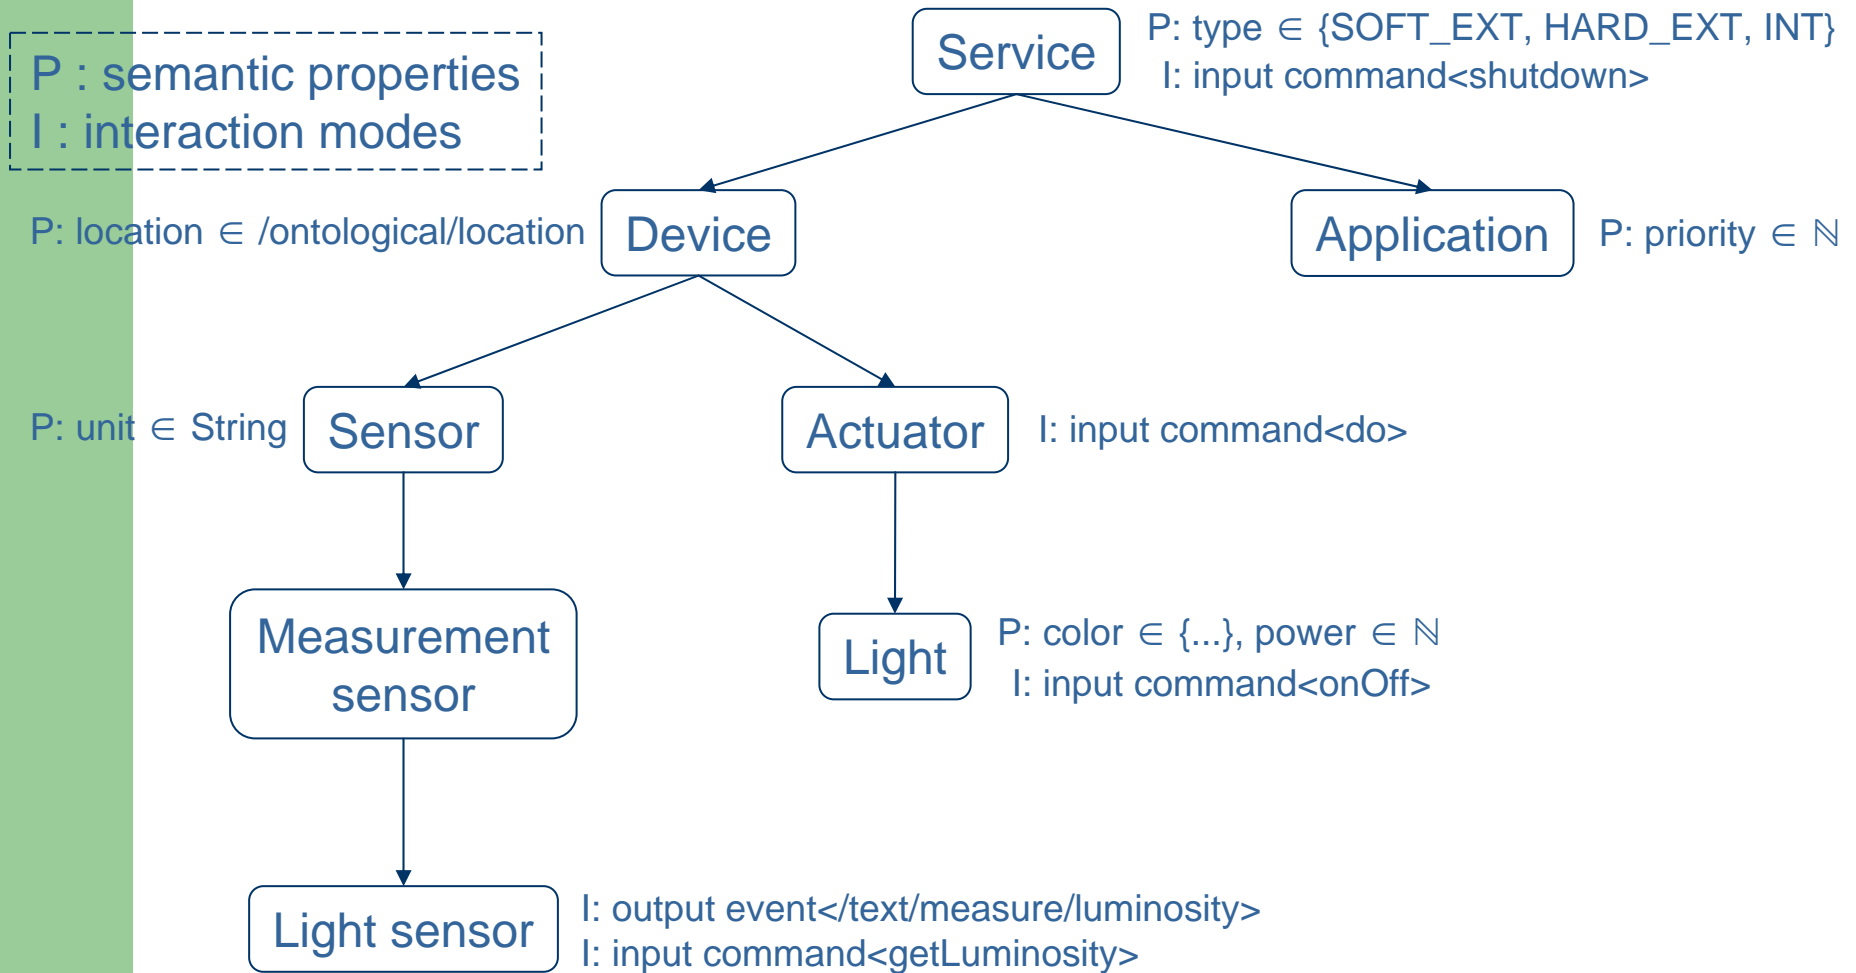 P : semantic properties
I : interaction modes
Service
P: type ∈ {SOFT_EXT, HARD_EXT, INT}
I: input command<shutdown>
P: location ∈ /ontological/location
Device
Application
P: priority ∈ ℕ
P: unit ∈ String
Sensor
Actuator
I: input command<do>
Measurement
sensor
Light
P: color ∈ {...}, power ∈ ℕ
I: input command<onOff>
Light sensor
I: output event</text/measure/luminosity>
I: input command<getLuminosity>